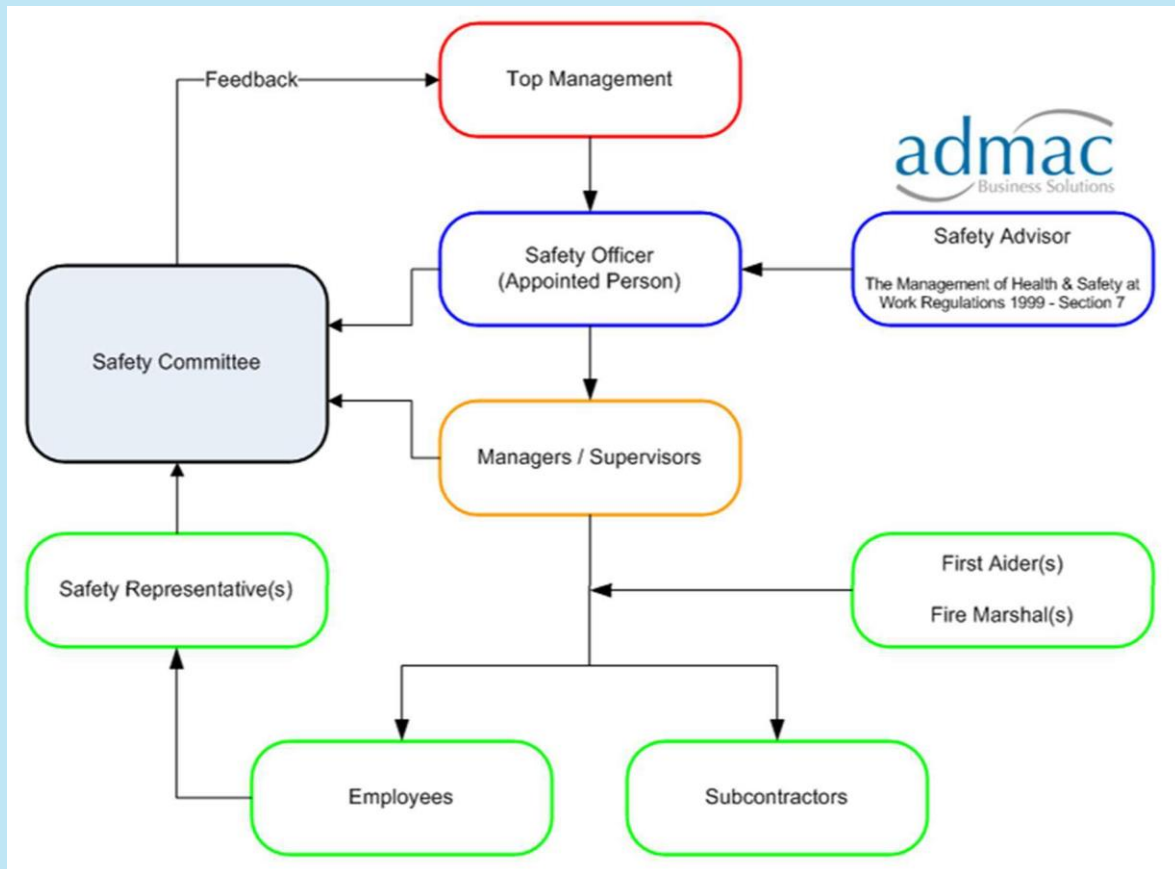 Feedback
Top Management
admac
Business Solutions
Safety Officer
(Appointed Person)
Safety Advisor
The Management of Health & Safety at
Work Regulations 1999 - Section 7
Safety Committee
Managers / Supervisors
Safety Representative(s)
First Aider(s)
Fire Marshal(s)
Employees
Subcontractors